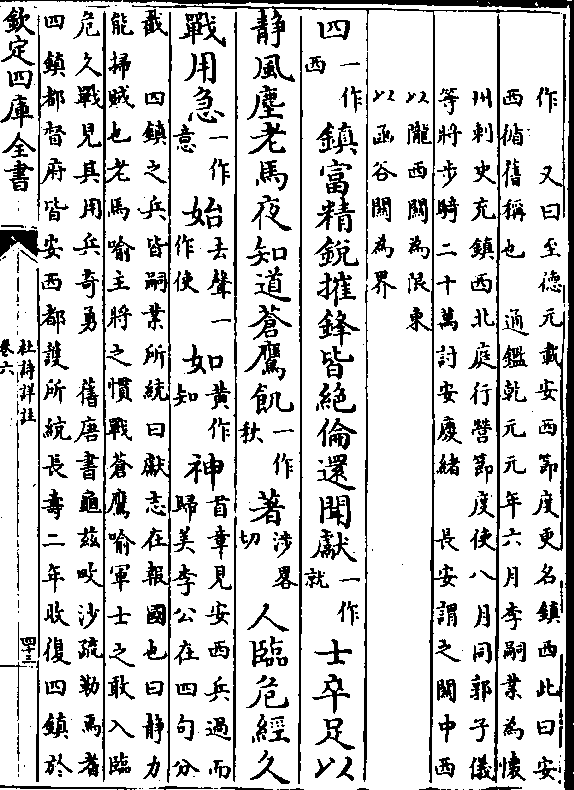 作　又曰至德元載安西節度更名鎮西此曰安
西循舊稱也　通鑑乾元元年六月李嗣業為懷
州刺史充鎮西北庭行營節度使八月同郭子儀
等將步騎二十萬討安慶緒　長安謂之關中西
以隴西關為限東
以函谷關為界
四一作西鎮富精銳摧鋒皆絶倫還聞獻一作就士卒足以
靜風塵老馬夜知道蒼鷹飢一作秋著涉畧切人臨危經久
戰用急一作意始去聲一作使如黄作知神首章見安西兵過而歸美李公在四句分
截　四鎮之兵皆嗣業所統曰獻志在報國也曰靜力
能掃賊也老馬喻主將之慣戰蒼鷹喻軍士之敢入臨
危久戰見其用兵奇勇　舊唐書龜兹毗沙疏勒焉耆
四鎮都督府皆安西都護所統長壽二年收復四鎮於
欽定四庫全書
杜詩詳註
卷六
四十三